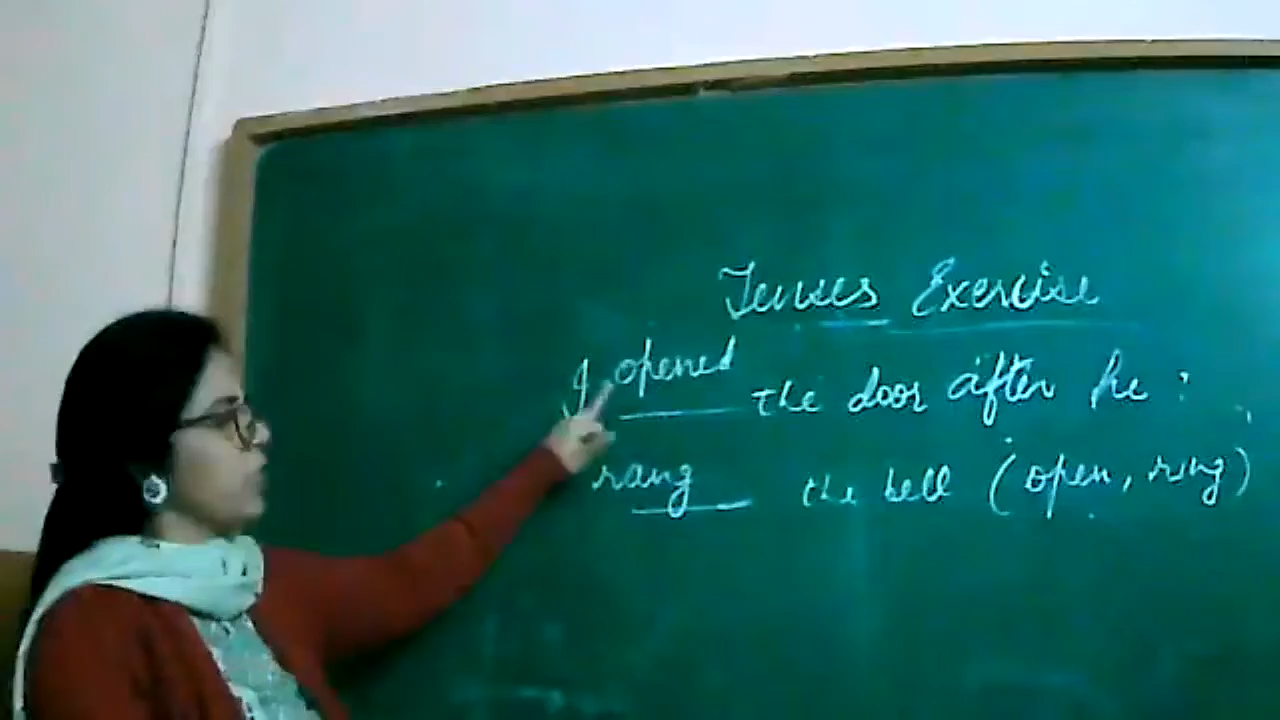 Tenses Exercise
I opened the door after he :
rang the bell (open, ring)